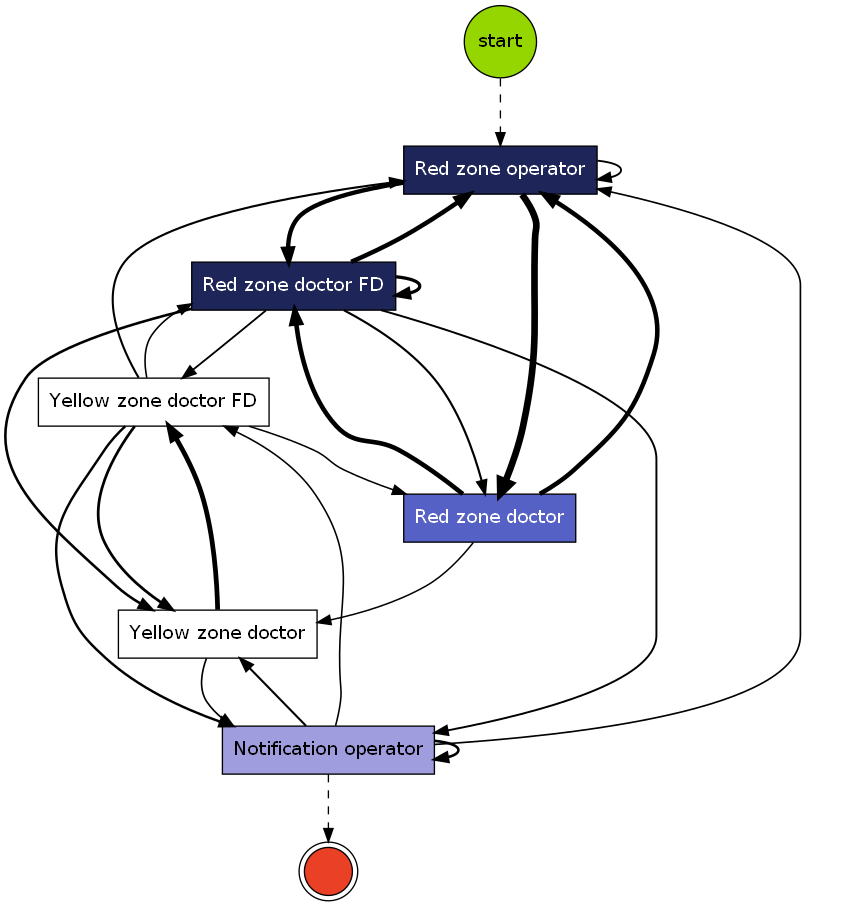 start
Red zone operator
Red zone doctor FD
Yellow zone doctor FD
Red zone doctor
Yellow zone doctor
Notification operator